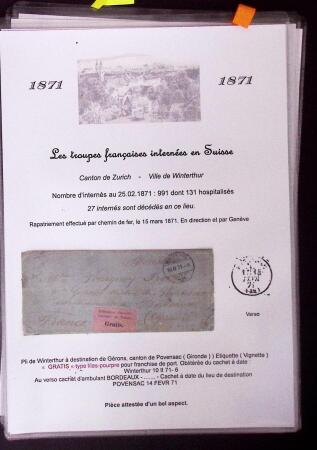 1871
1871
Les troupes françaises internées en Suisse
Canton de Zurich - Ville de Winterthur
Nombre d'internés au 25.02.1871 : 991 dont 131 hospitalisés
27 internés sont décédés en ce lieu.
Rapatriement effectué par chemin de fer, le 15 mars 1871. En direction et par Genève
Gratis.
Verso
Pli de Winterthur à destination de Gérons, canton de Povensac ( Gironde ) Etiquette ( Vignette )
« GRATIS » type lilas-pourpre pour franchise de port. Oblitérée du cachet à date
Winterthur 10 II 71- 6
Au verso cachet d'ambulant BORDEAUX - ........ - Cachet à date du lieu de destination
POVENSAC 14 FEVR 71
Pièce attestée d'un bel aspect.